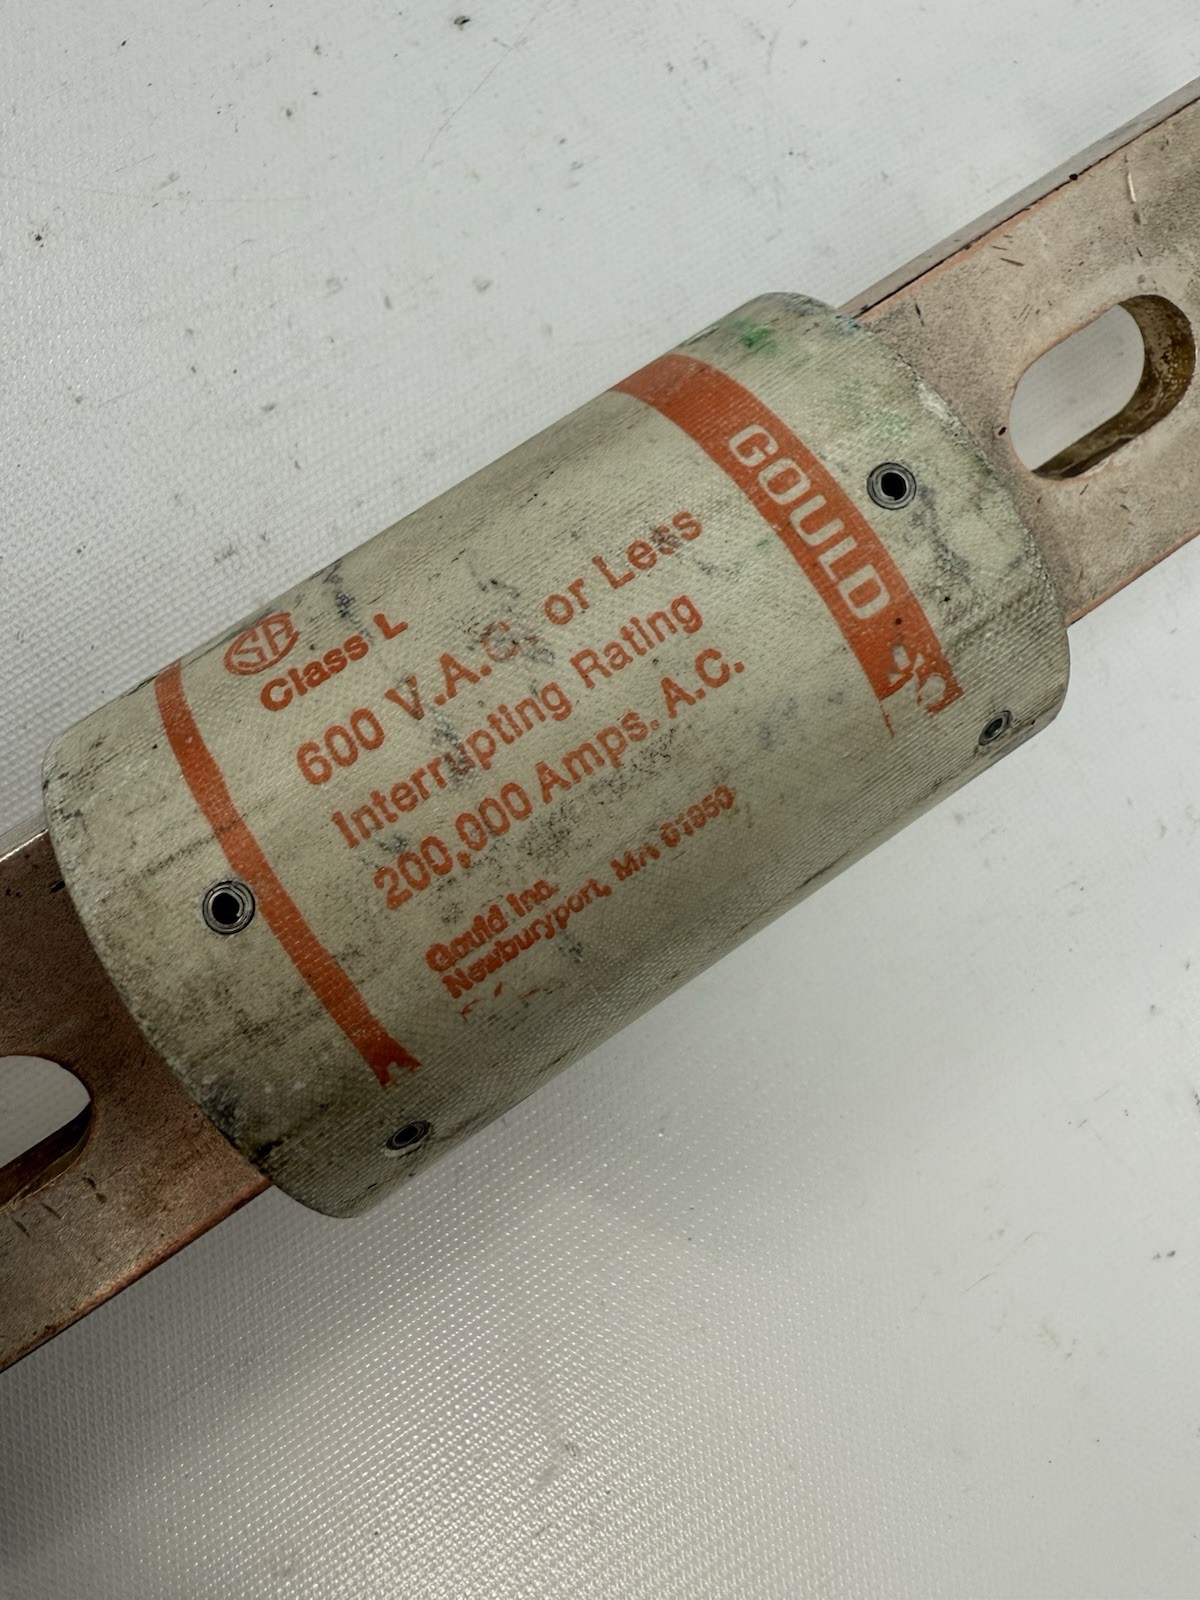 GOULD
Class L
600 V.A.C. or Less
Interrupting Rating
200,000 Amps. A.C.
Gould Inc.
Newburyport, MA 01950